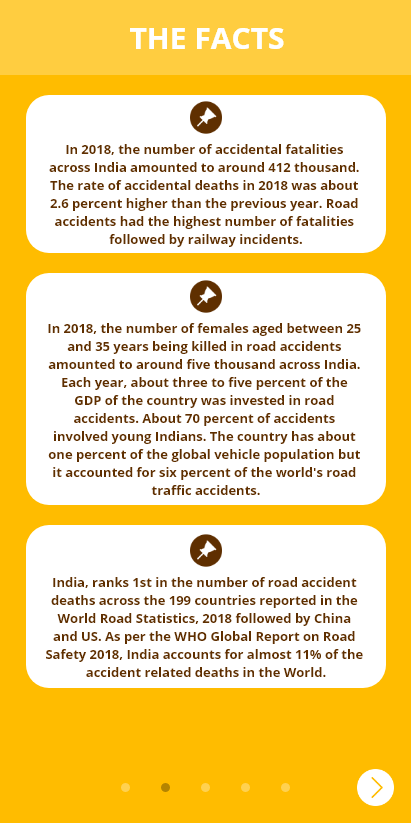 THE FACTS
In 2018, the number of accidental fatalities
across India amounted to around 412 thousand.
The rate of accidental deaths in 2018 was about
2.6 percent higher than the previous year. Road
accidents had the highest number of fatalities
followed by railway incidents.
In 2018, the number of females aged between 25
and 35 years being killed in road accidents
amounted to around five thousand across India.
Each year, about three to five percent of the
GDP of the country was invested in road
accidents. About 70 percent of accidents
involved young Indians. The country has about
one percent of the global vehicle population but
it accounted for six percent of the world's road
traffic accidents.
India, ranks 1st in the number of road accident
deaths across the 199 countries reported in the
World Road Statistics, 2018 followed by China
and US. As per the WHO Global Report on Road
Safety 2018, India accounts for almost 11% of the
accident related deaths in the World.